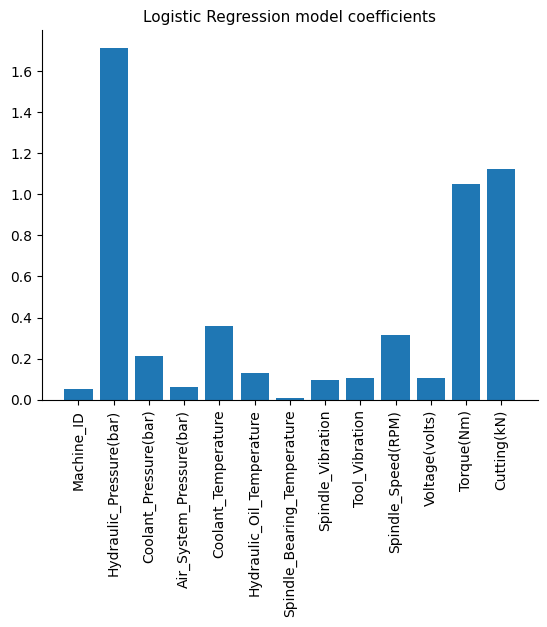 Logistic Regression model coefficients
1.6
1.4
1.2
1.0
0.8
0.6
0.4
0.2
0.0
Machine_ID
Hydraulic_Pressure(bar)
Coolant_Pressure(bar)
Air_System_Pressure(bar)
Coolant_Temperature
Hydraulic_Oil_Temperature
Spindle_Bearing_Temperature
Spindle_Vibration
Tool_Vibration
Spindle_Speed(RPM)
Voltage(volts)
Torque(Nm)
Cutting(kN)